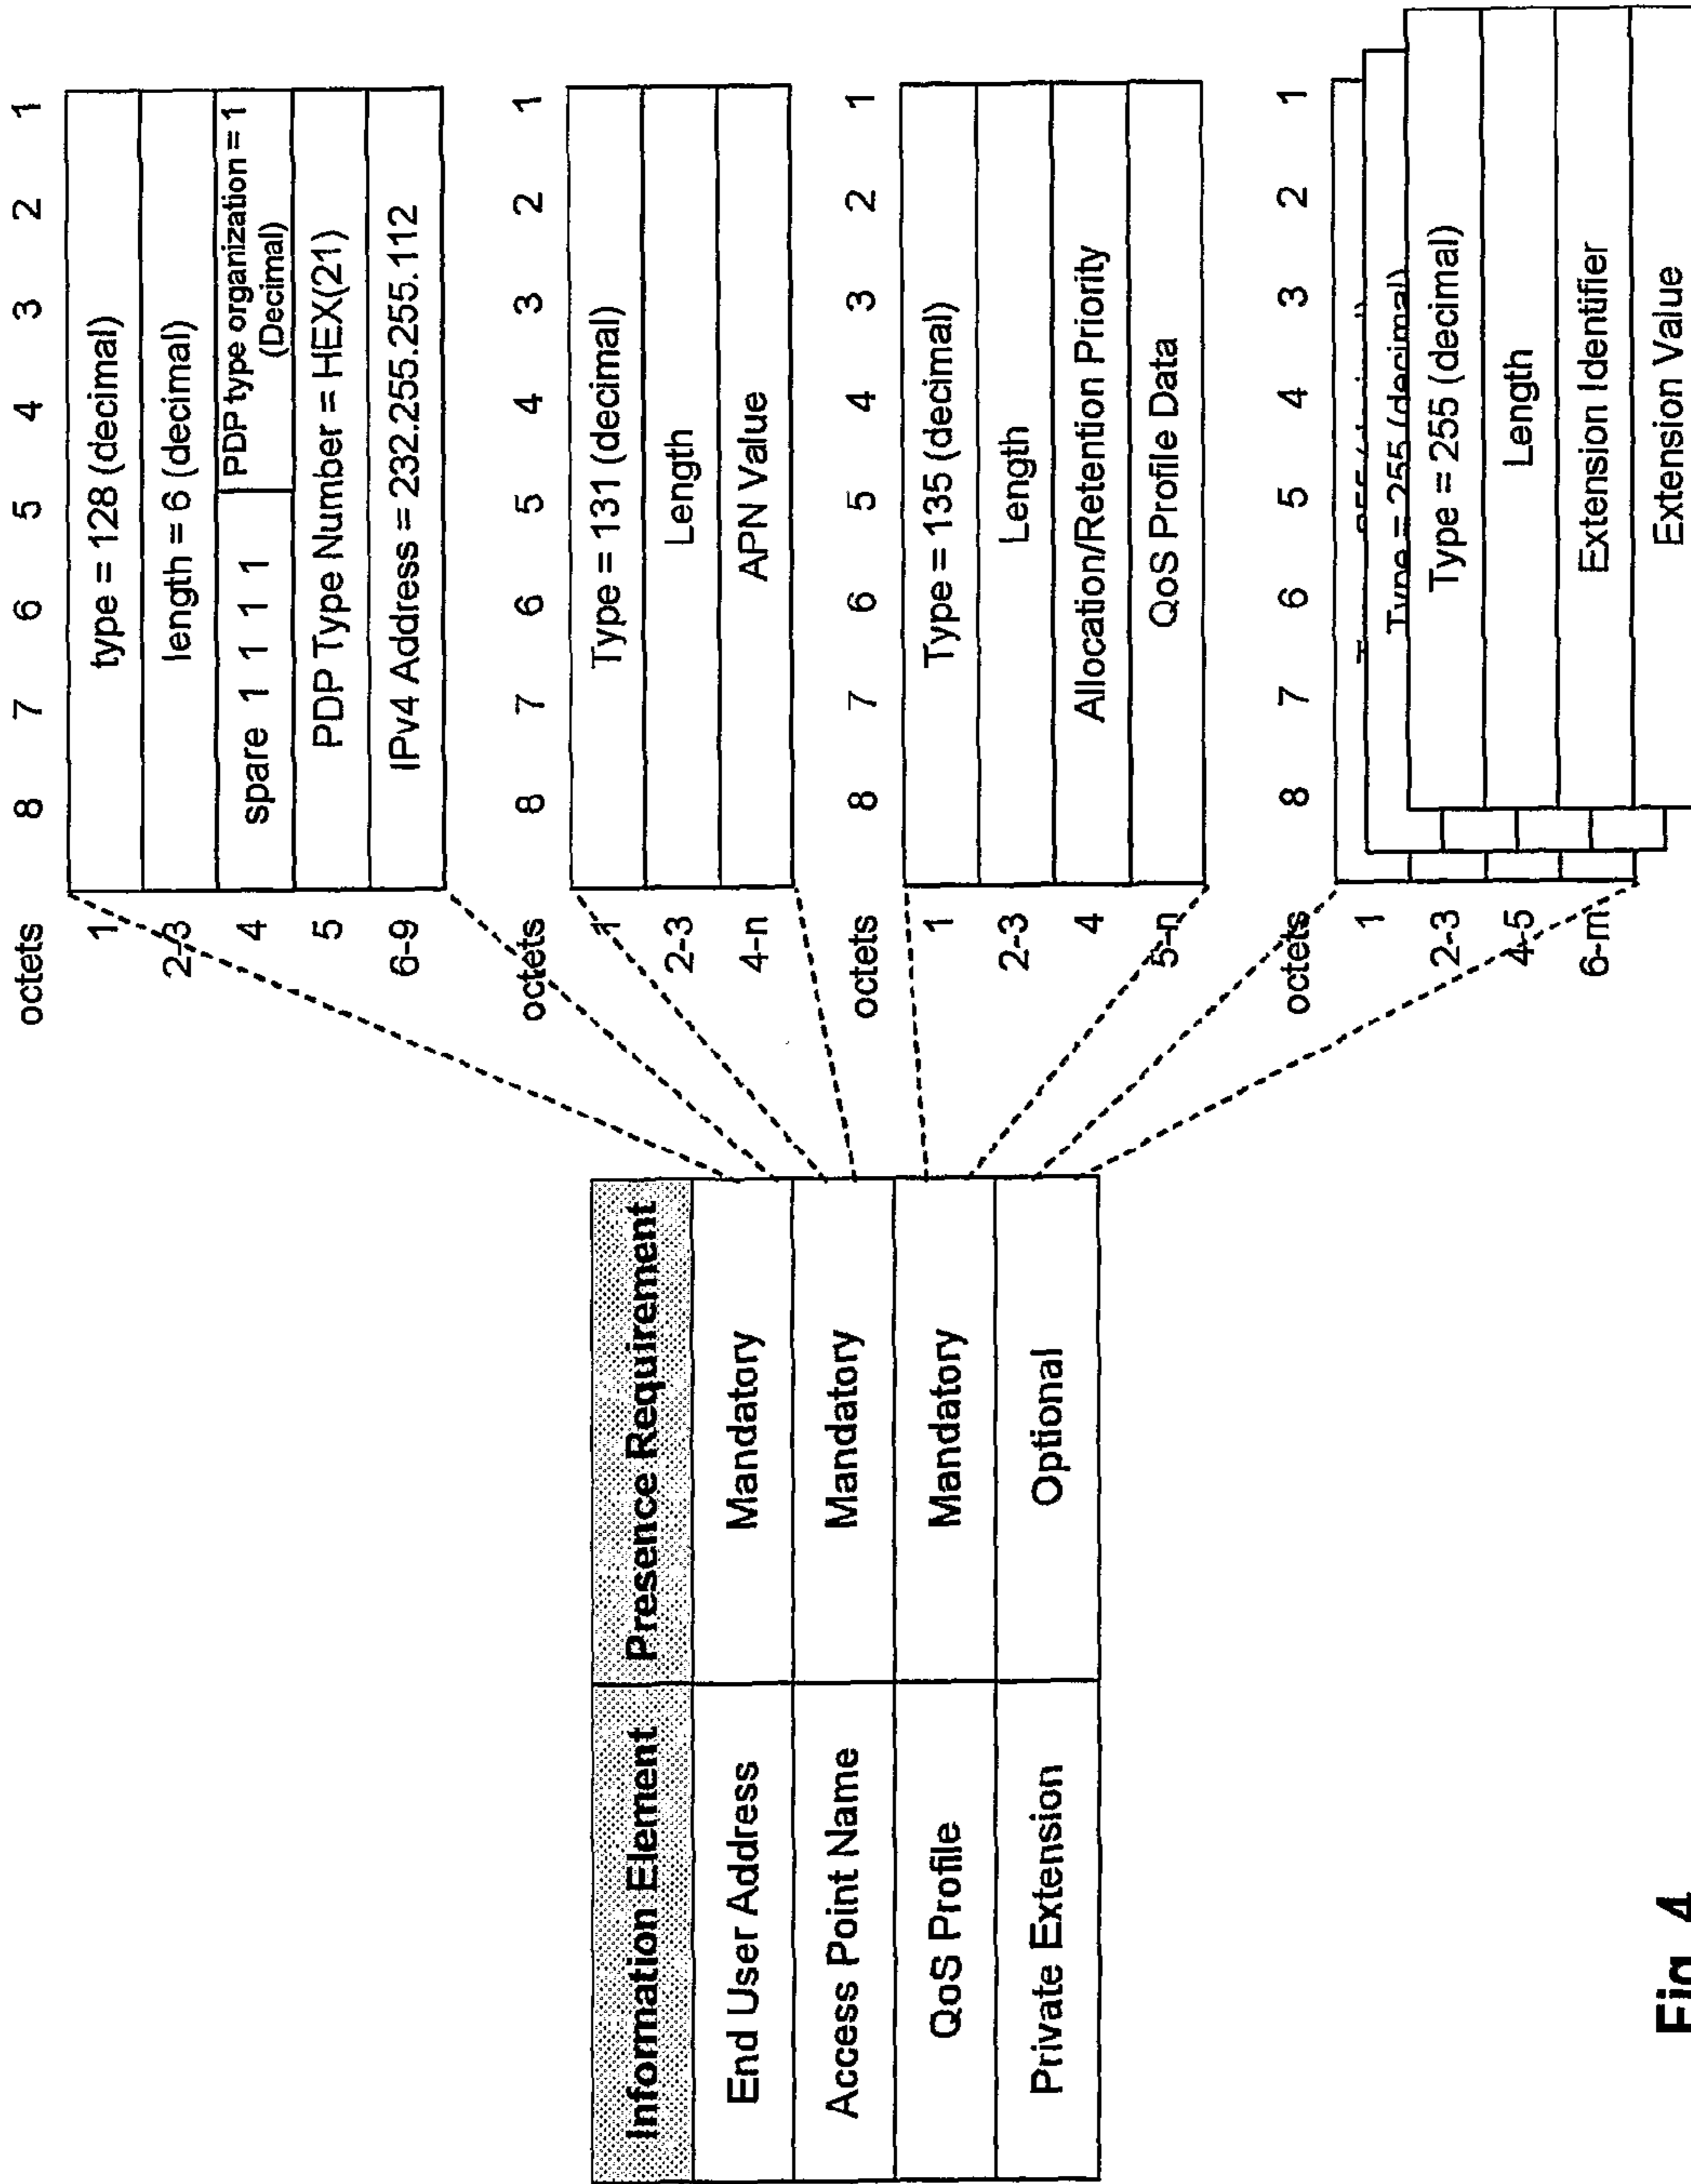 Information Element Presence Requirement
End User Address Mandatory
Access Point Name Mandatory
QoS Profile Mandatory
Private Extension Optional
octets 8 7 6 5 4 3 2 1
1 type = 128 (decimal)
2-3 length = 6 (decimal)
4 spare 1 1 1 1 PDP type organization = 1
(Decimal)
5 PDP Type Number = HEX(21)
6-9 IPv4 Address = 232.255.255.112
octets 8 7 6 5 4 3 2 1
1 Type = 131 (decimal)
2-3 Length
4-n APN Value
octets 8 7 6 5 4 3 2 1
1 Type = 135 (decimal)
2-3 Length
4 Allocation/Retention Priority
5-n QoS Profile Data
octets 8 7 6 5 4 3 2 1
1 Type = 255 (decimal)
Type = 255 (decimal)
2-3 Length
4-5 Extension Identifier
6-m Extension Value
Fig. 4